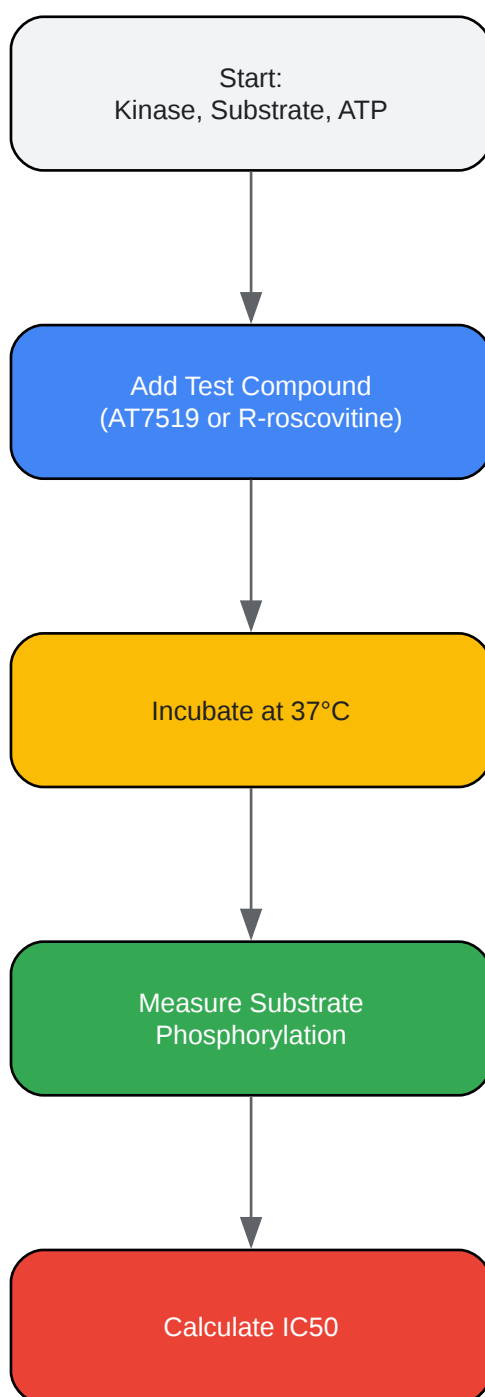 Start:
Kinase, Substrate, ATP
Add Test Compound
(AT7519 or R-roscovitine)
Incubate at 37°C
Measure Substrate
Phosphorylation
Calculate IC50